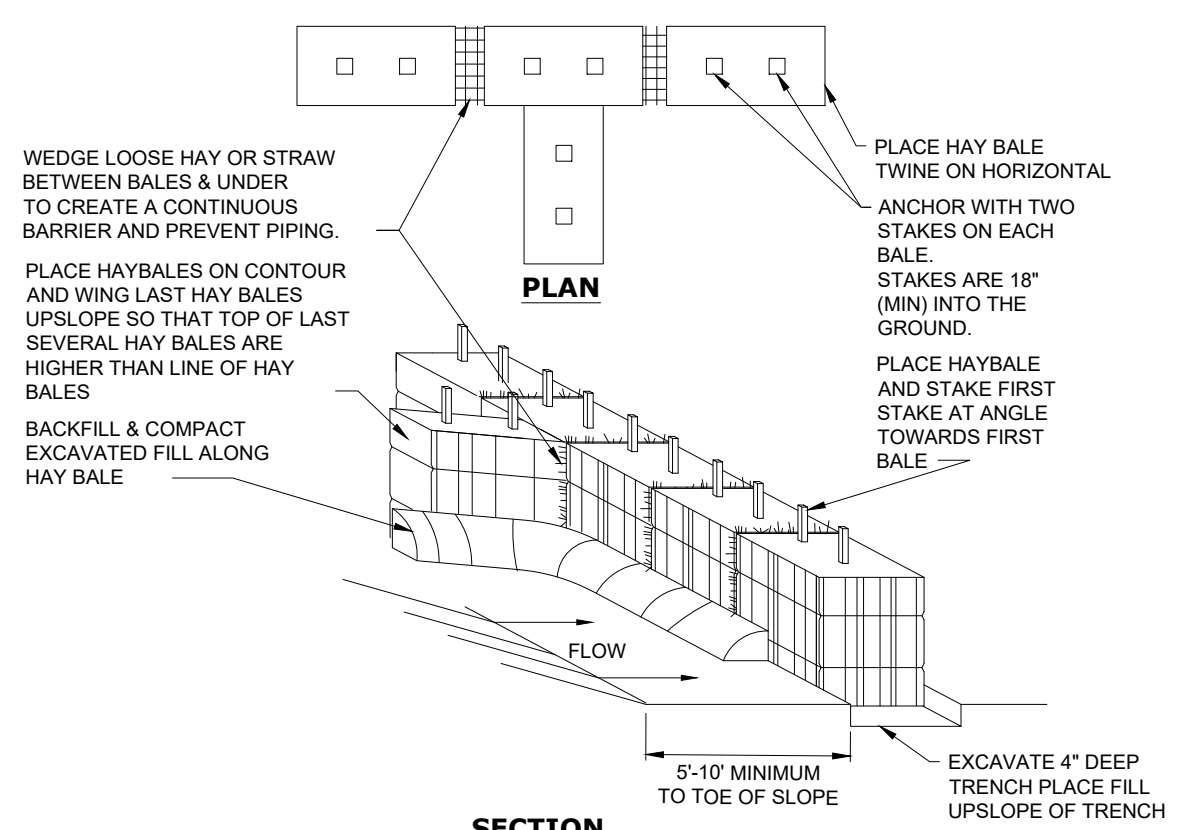 WEDGE LOOSE HAY OR STRAW
BETWEEN BALES & UNDER
TO CREATE A CONTINUOUS
BARRIER AND PREVENT PIPING.
PLACE HAYBALES ON CONTOUR
AND WING LAST HAY BALES
UPSLOPE SO THAT TOP OF LAST
SEVERAL HAY BALES ARE
HIGHER THAN LINE OF HAY
BALES
BACKFILL & COMPACT
EXCAVATED FILL ALONG
HAY BALE
PLAN
PLACE HAY BALE
TWINE ON HORIZONTAL
ANCHOR WITH TWO
STAKES ON EACH
BALE.
STAKES ARE 18"
(MIN) INTO THE
GROUND.
PLACE HAYBALE
AND STAKE FIRST
STAKE AT ANGLE
TOWARDS FIRST
BALE
FLOW
5'-10' MINIMUM
TO TOE OF SLOPE
EXCAVATE 4" DEEP
TRENCH PLACE FILL
UPSLOPE OF TRENCH
SECTION